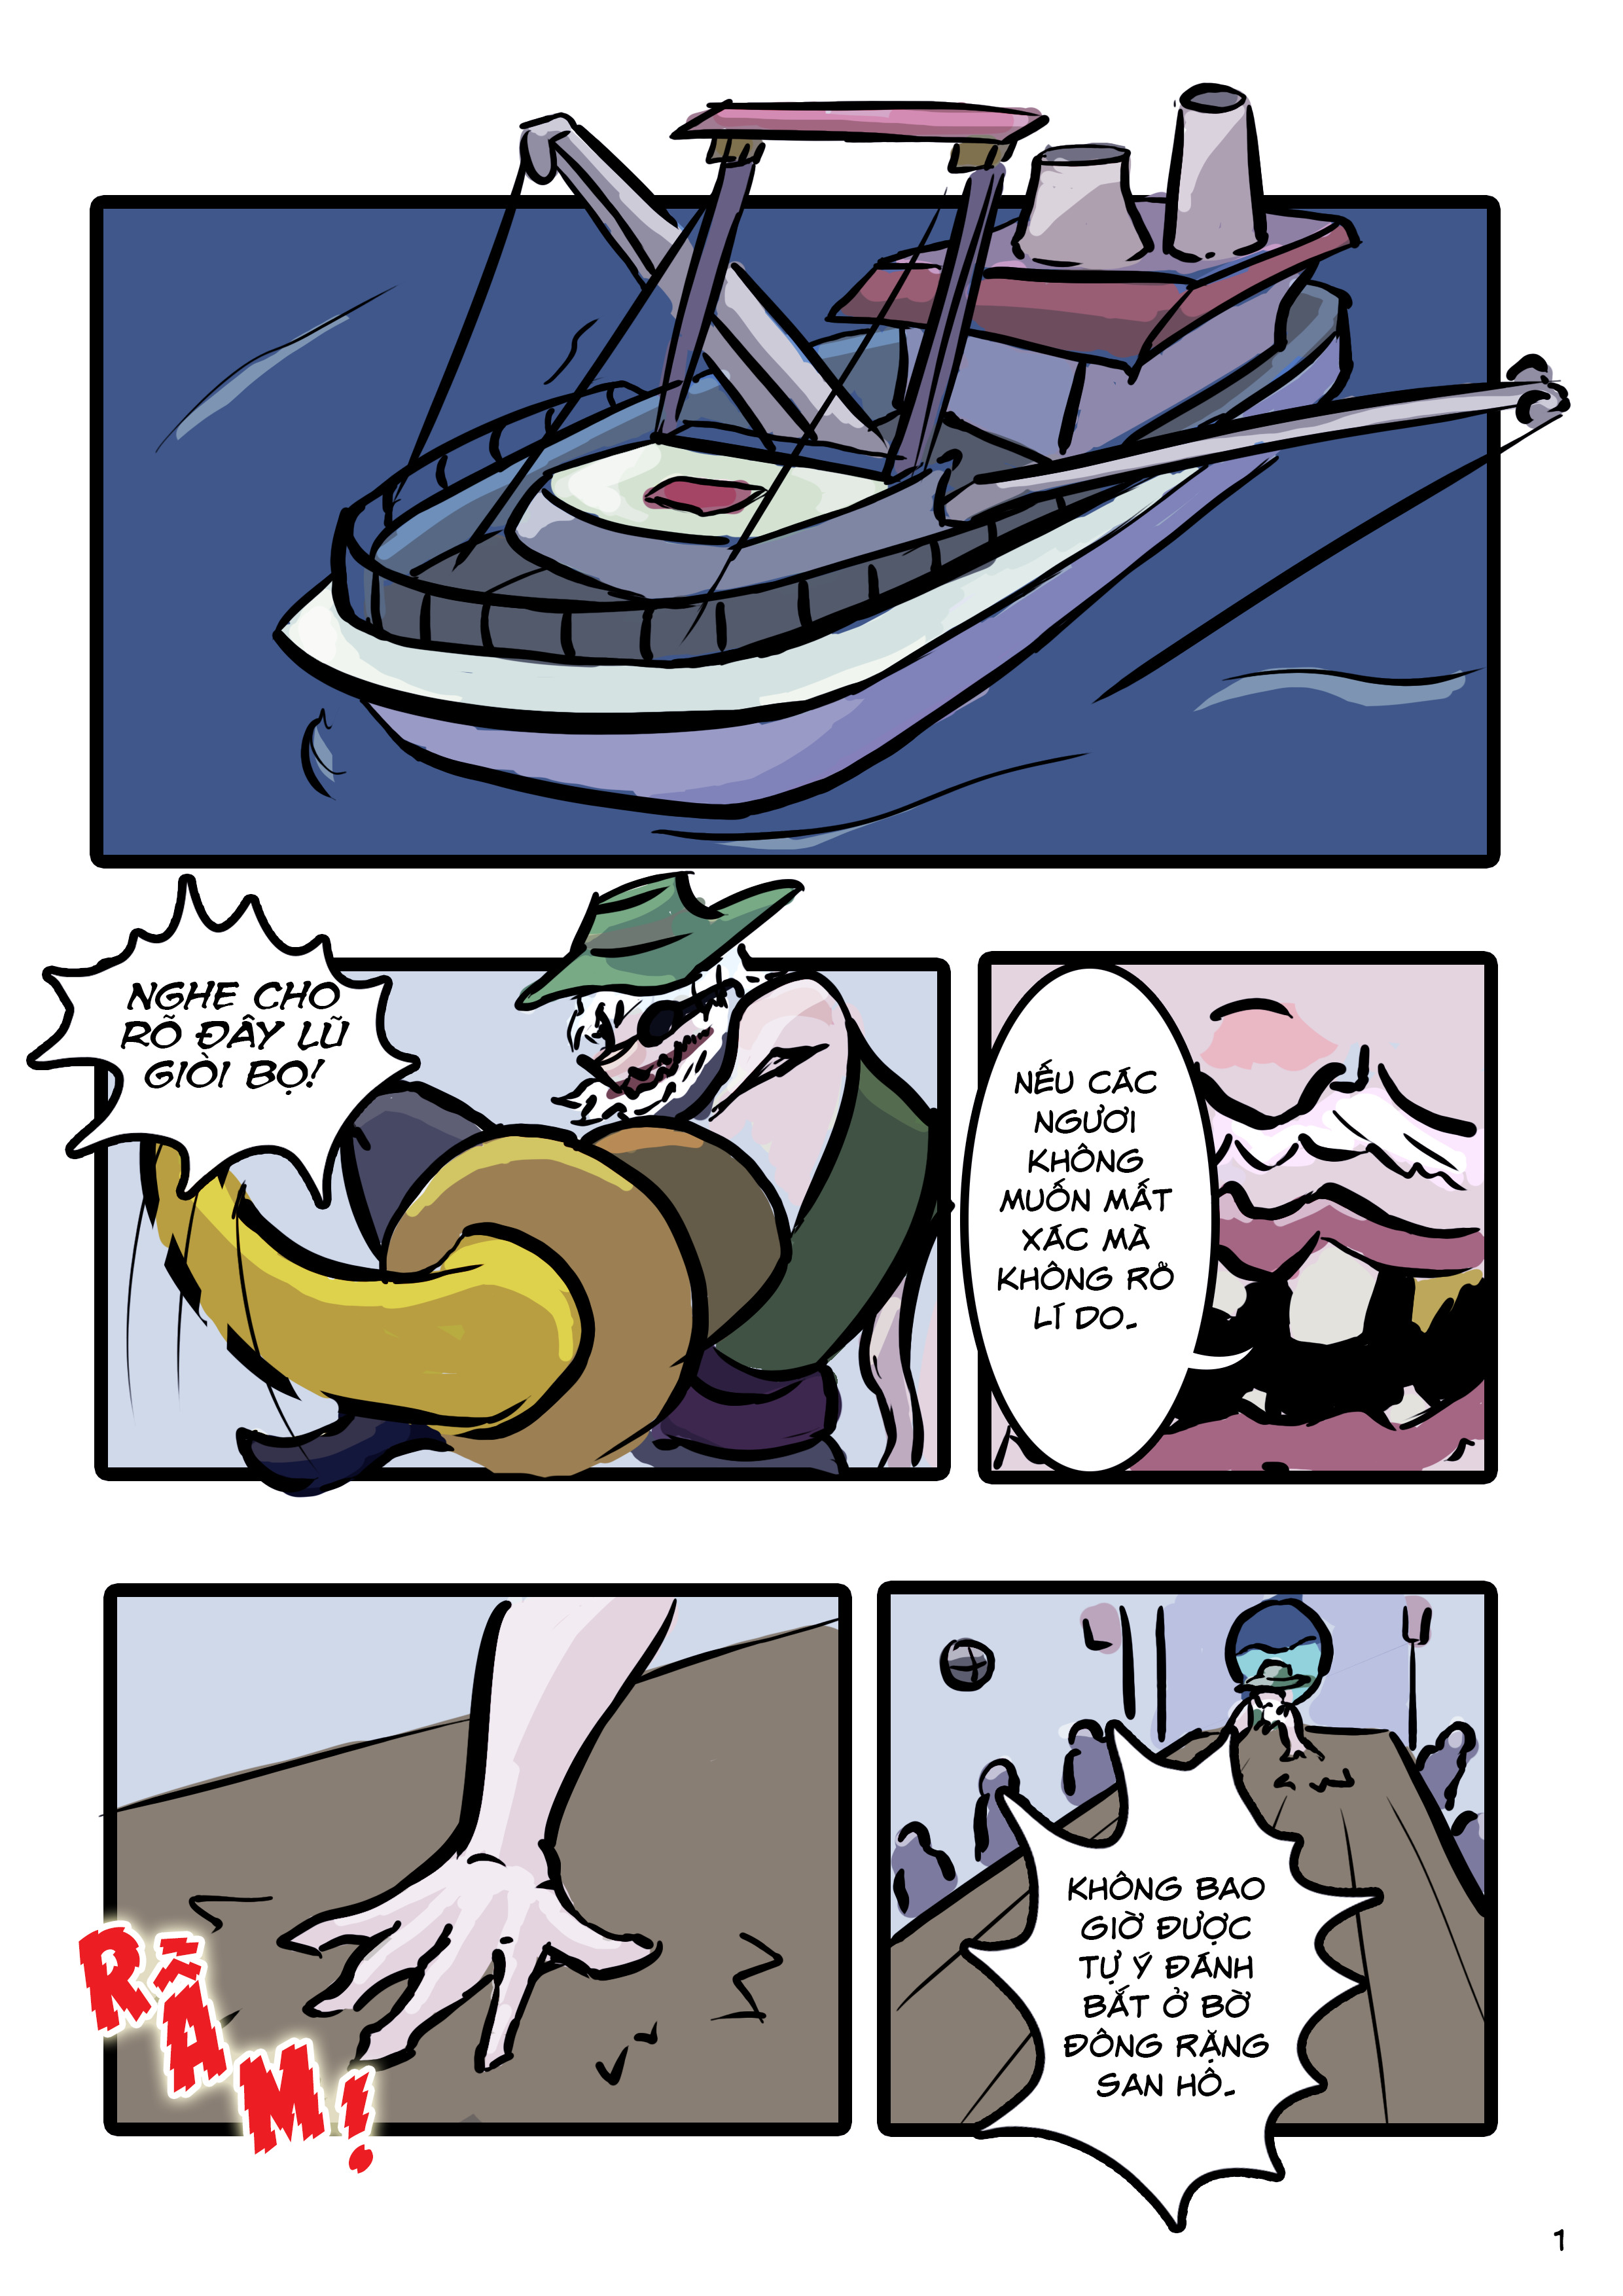 NGHE CHO
RÕ ĐÂY LŨ
GIÒI BỌ!
NẾU CÁC
NGƯƠI
KHÔNG
MUỐN MẤT
XÁC MÀ
KHÔNG RÕ
LÍ DO...
RẦM!
KHÔNG BAO
GIỜ ĐƯỢC
TỰ Ý ĐÁNH
BẮT Ở BỜ
ĐÔNG RẶNG
SAN HÔ...
1